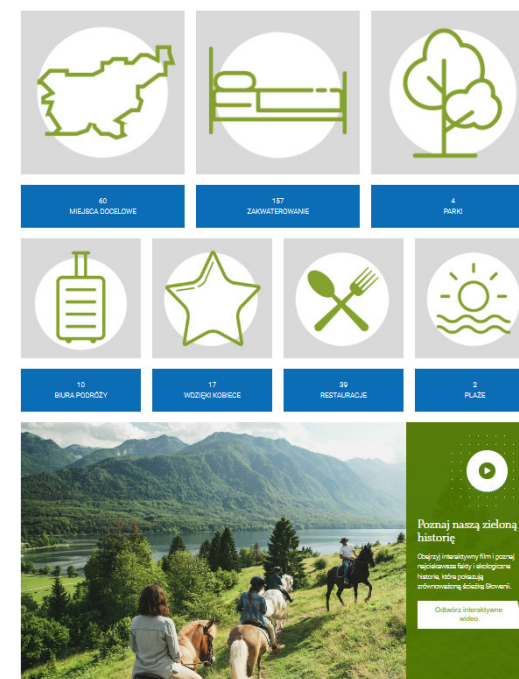 60
MIEJSCA DOCELOWE
157
ZAKWATEROWANIE
4
PARKI
10
BIURA PODRÓŻY
17
WDZIĘKI KOBIECE
39
RESTAURACJE
2
PLAŻE
Poznaj naszą zieloną
historię
Obejrzyj interaktywny film i poznaj
najciekawsze fakty i ekologiczne
historie, które pokazują
zrównoważoną ścieżkę Słowenii.
Odtwórz interaktywne
wideo